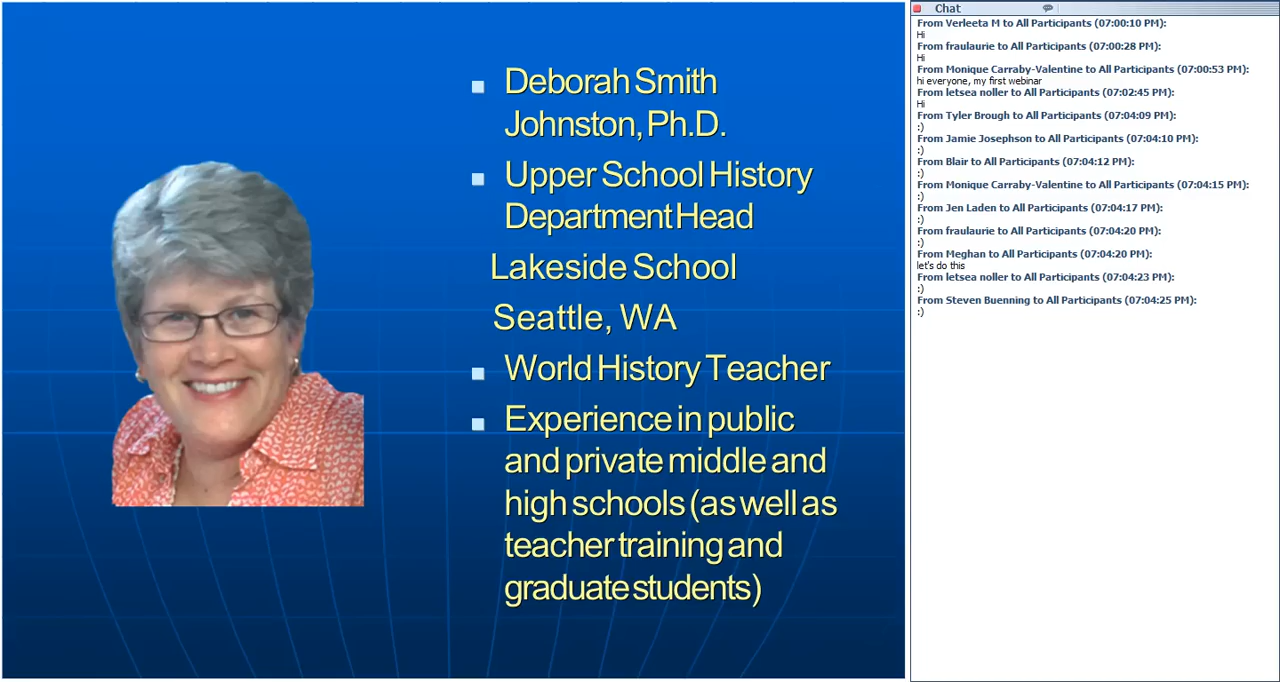 Deborah Smith
Johnston, Ph.D.
Upper School History
Department Head
Lakeside School
Seattle, WA
World History Teacher
Experience in public
and private middle and
high schools (as well as
teacher training and
graduate students)
Chat
From Verleeta M to All Participants (07:00:10 PM):
Hi
From fraulaurie to All Participants (07:00:28 PM):
Hi
From Monique Carraby-Valentine to All Participants (07:00:53 PM):
hi everyone, my first webinar
From letsea noller to All Participants (07:02:45 PM):
Hi
From Tyler Brough to All Participants (07:04:09 PM):
:)
From Jamie Josephson to All Participants (07:04:10 PM):
:)
From Blair to All Participants (07:04:12 PM):
:)
From Monique Carraby-Valentine to All Participants (07:04:15 PM):
:)
From Jen Laden to All Participants (07:04:17 PM):
:)
From fraulaurie to All Participants (07:04:20 PM):
:)
From Meghan to All Participants (07:04:20 PM):
let's do this
From letsea noller to All Participants (07:04:23 PM):
:)
From Steven Buenning to All Participants (07:04:25 PM):
:)